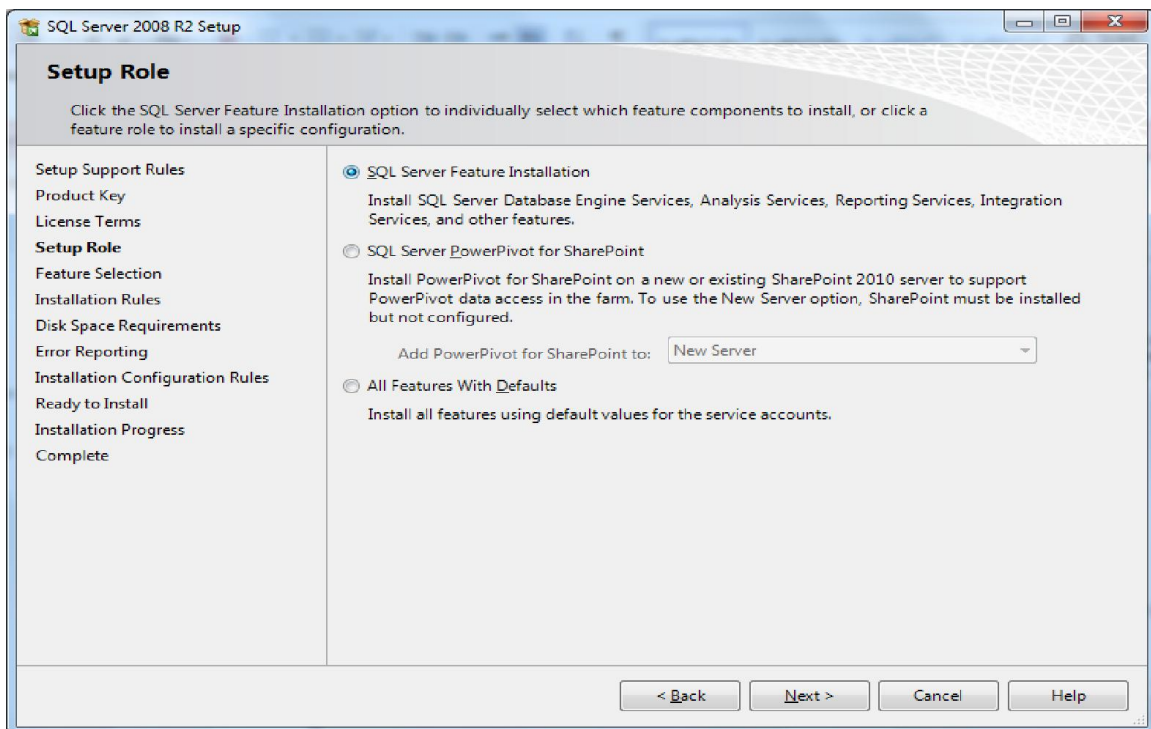 SQL Server 2008 R2 Setup
Setup Role
Click the SQL Server Feature Installation option to individually select which feature components to install, or click a
feature role to install a specific configuration.
Setup Support Rules
Product Key
License Terms
Setup Role
Feature Selection
Installation Rules
Disk Space Requirements
Error Reporting
Installation Configuration Rules
Ready to Install
Installation Progress
Complete
SQL Server Feature Installation
Install SQL Server Database Engine Services, Analysis Services, Reporting Services, Integration
Services, and other features.
SQL Server PowerPivot for SharePoint
Install PowerPivot for SharePoint on a new or existing SharePoint 2010 server to support
PowerPivot data access in the farm. To use the New Server option, SharePoint must be installed
but not configured.
Add PowerPivot for SharePoint to: New Server
All Features With Defaults
Install all features using default values for the service accounts.
< Back Next > Cancel Help